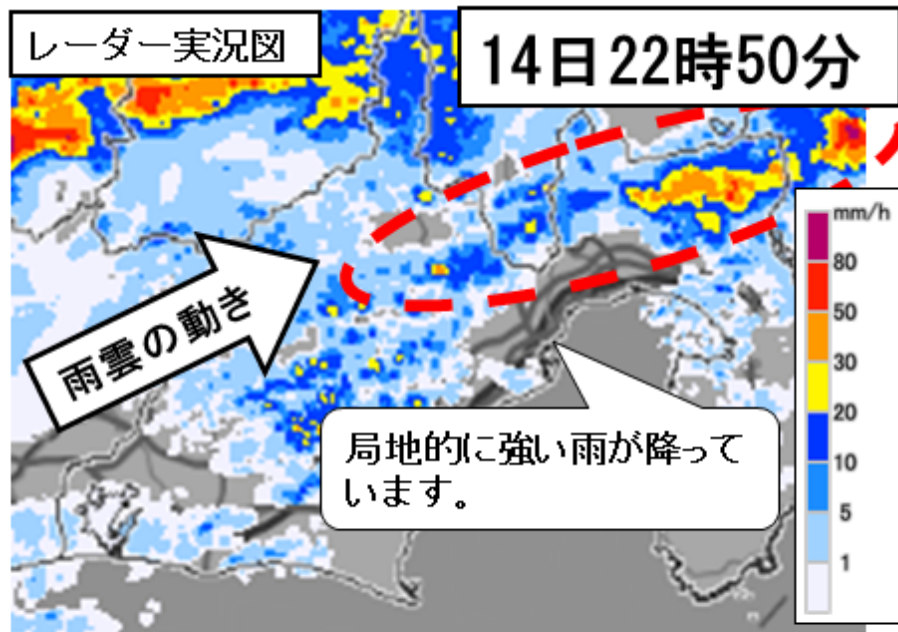 レーダー実況図
14日22時50分
mm/h
80
50
30
20
10
5
1
雨雲の動き
局地的に強い雨が降って
います。